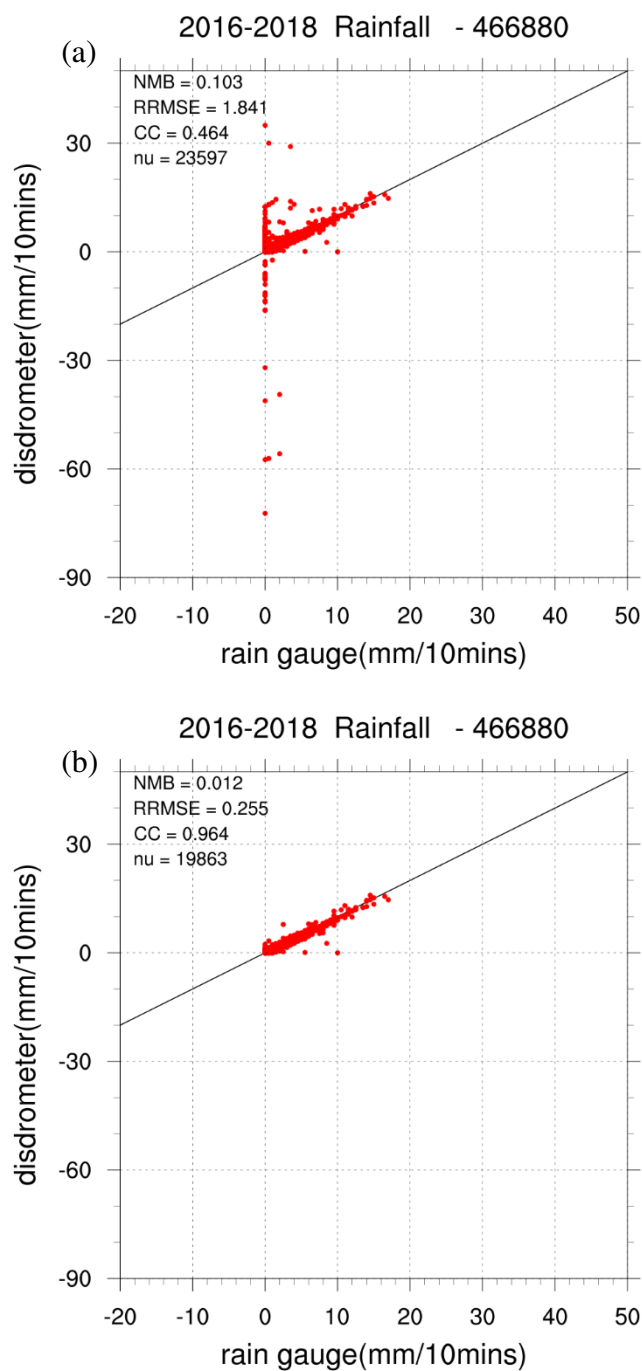 2016-2018 Rainfall - 466880
(a)
NMB = 0.103
RRMSE = 1.841
CC = 0.464
nu = 23597
30
0
-30
-60
-90
disdrometer(mm/10mins)
-20 -10 0 10 20 30 40 50
rain gauge(mm/10mins)
2016-2018 Rainfall - 466880
(b)
NMB = 0.012
RRMSE = 0.255
CC = 0.964
nu = 19863
30
0
-30
-60
-90
disdrometer(mm/10mins)
-20 -10 0 10 20 30 40 50
rain gauge(mm/10mins)